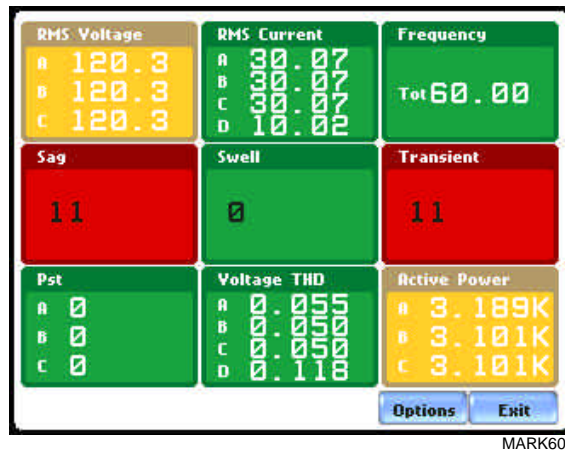 RMS Voltage
A 120.3
B 120.3
C 120.3
RMS Current
A 30.07
B 30.07
C 30.07
D 10.02
Frequency
Tot 60.00
Sag
11
Swell
0
Transient
11
Pst
A 0
B 0
C 0
Voltage THD
A 0.055
B 0.050
C 0.050
D 0.118
Active Power
A 3.189K
B 3.101K
C 3.101K
Options
Exit
MARK60